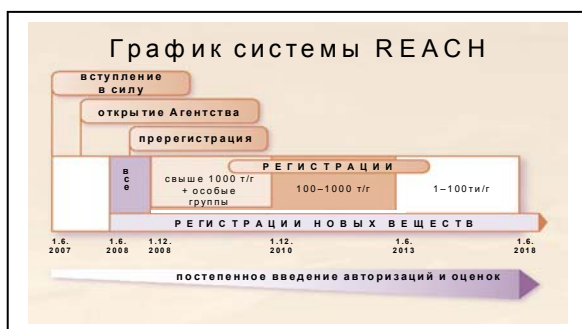 График системы REACH
вступление
в силу
открытие Агентства
пререгистрация
РЕГИСТРАЦИИ
все
свыше 1000 т/г
+ особые
группы
100–1000 т/г
1–100ти/г
РЕГИСТРАЦИИ НОВЫХ ВЕЩЕСТВ
1.6. 1.6. 1.12. 1.12. 1.6. 1.6.
2007 2008 2008 2010 2013 2018
постепенное введение авторизаций и оценок